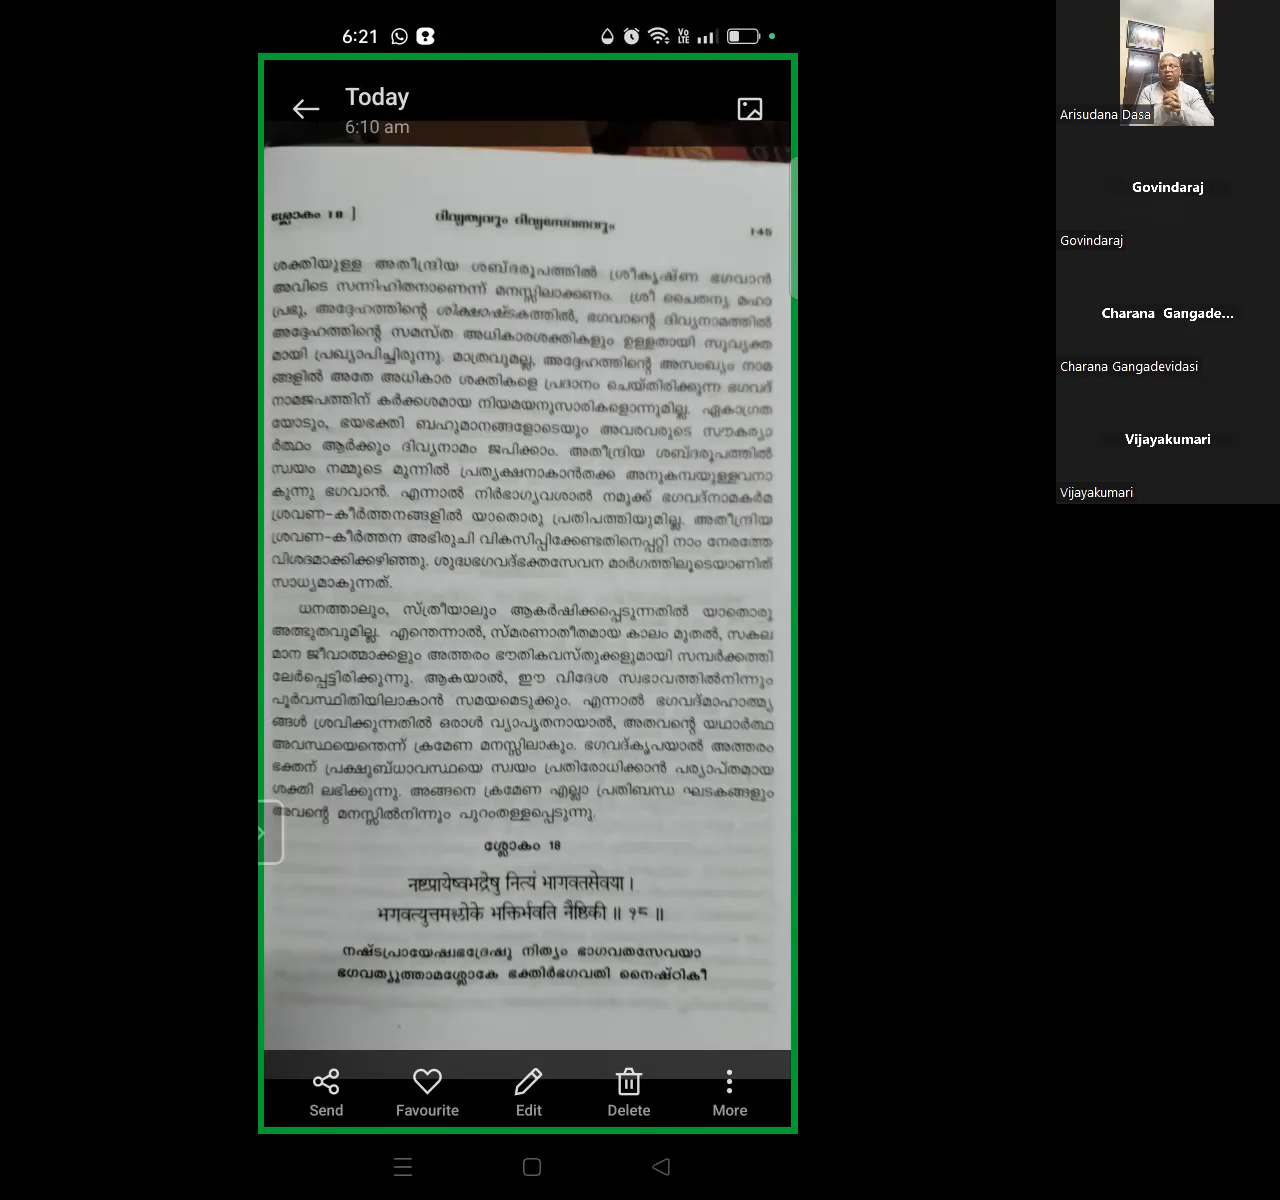 6:21
Vo LTE
Today
6:10 am
ശ്ലോകം 18 ]
ദിവ്യത്വവും ദിവ്യസേവനവും
145
ശക്തിയുള്ള അതീന്ദ്രിയ ശബ്ദരൂപത്തിൽ ശ്രീകൃഷ്ണ ഭഗവാൻ
അവിടെ സന്നിഹിതനാണെന്ന് മനസ്സിലാക്കണം. ശ്രീ ചൈതന്യ മഹാ
പ്രഭു, അദ്ദേഹത്തിന്റെ ശിക്ഷാഷ്ടകത്തിൽ, ഭഗവാന്റെ ദിവ്യനാമത്തിൽ
അദ്ദേഹത്തിന്റെ സമസ്ത അധികാരശക്തികളും ഉള്ളതായി സുവ്യക്ത
മായി പ്രഖ്യാപിച്ചിരുന്നു. മാത്രവുമല്ല, അദ്ദേഹത്തിന്റെ അസംഖ്യം നാമ
ങ്ങളിൽ അതേ അധികാര ശക്തികളെ പ്രദാനം ചെയ്തിരിക്കുന്ന ഭഗവദ്
നാമജപത്തിന് കർക്കശമായ നിയമയനുസാരികളൊന്നുമില്ല. ഏകാഗ്രത
യോടും, ഭയഭക്തി ബഹുമാനങ്ങളോടെയും അവരവരുടെ സൗകര്യാ
ർത്ഥം ആർക്കും ദിവ്യനാമം ജപിക്കാം. അതീന്ദ്രിയ ശബ്ദരൂപത്തിൽ
സ്വയം നമ്മുടെ മുന്നിൽ പ്രത്യക്ഷനാകാൻതക്ക അനുകമ്പയുള്ളവനാ
കുന്നു ഭഗവാൻ. എന്നാൽ നിർഭാഗ്യവശാൽ നമുക്ക് ഭഗവദ്നാമകർമ
ശ്രവണ-കീർത്തനങ്ങളിൽ യാതൊരു പ്രതിപത്തിയുമില്ല. അതീന്ദ്രിയ
ശ്രവണ-കീർത്തന അഭിരുചി വികസിപ്പിക്കേണ്ടതിനെപ്പറ്റി നാം നേരത്തേ
വിശദമാക്കിക്കഴിഞ്ഞു. ശുദ്ധഭഗവദ്ഭക്തസേവന മാർഗത്തിലൂടെയാണിത്
സാധ്യമാകുന്നത്.
ധനത്താലും, സ്ത്രീയാലും ആകർഷിക്കപ്പെടുന്നതിൽ യാതൊരു
അത്ഭുതവുമില്ല. എന്തെന്നാൽ, സ്മരണാതീതമായ കാലം മുതൽ, സകല
മാന ജീവാത്മാക്കളും അത്തരം ഭൗതികവസ്തുക്കളുമായി സമ്പർക്കത്തി
ലേർപ്പെട്ടിരിക്കുന്നു. ആകയാൽ, ഈ വിദേശ സ്വഭാവത്തിൽനിന്നും
പൂർവസ്ഥിതിയിലാകാൻ സമയമെടുക്കും. എന്നാൽ ഭഗവദ്മാഹാത്മ്യ
ങ്ങൾ ശ്രവിക്കുന്നതിൽ ഒരാൾ വ്യാപൃതനായാൽ, അതവന്റെ യഥാർത്ഥ
അവസ്ഥയെന്തെന്ന് ക്രമേണ മനസ്സിലാകും. ഭഗവദ്കൃപയാൽ അത്തരം
ഭക്തന് പ്രക്ഷുബ്ധാവസ്ഥയെ സ്വയം പ്രതിരോധിക്കാൻ പര്യാപ്തമായ
ശക്തി ലഭിക്കുന്നു. അങ്ങനെ ക്രമേണ എല്ലാ പ്രതിബന്ധ ഘടകങ്ങളും
അവന്റെ മനസ്സിൽനിന്നും പുറംതള്ളപ്പെടുന്നു.
ശ്ലോകം 18
नष्टप्रायेष्वभद्रेषु नित्यं भागवतसेवया ।
भगवत्युत्तमश्लोके भक्तिर्भवति नैष्ठिकी ॥ १८ ॥
നഷ്ടപ്രായേഷ്വഭദ്രേഷു നിത്യം ഭാഗവതസേവയാ
ഭഗവത്യുത്താമശ്ലോകേ ഭക്തിർഭഗവതി നൈഷ്ഠികീ
Send
Favourite
Edit
Delete
More
Arisudana Dasa
Govindaraj
Govindaraj
Charana Gangade...
Charana Gangadevidasi
Vijayakumari
Vijayakumari